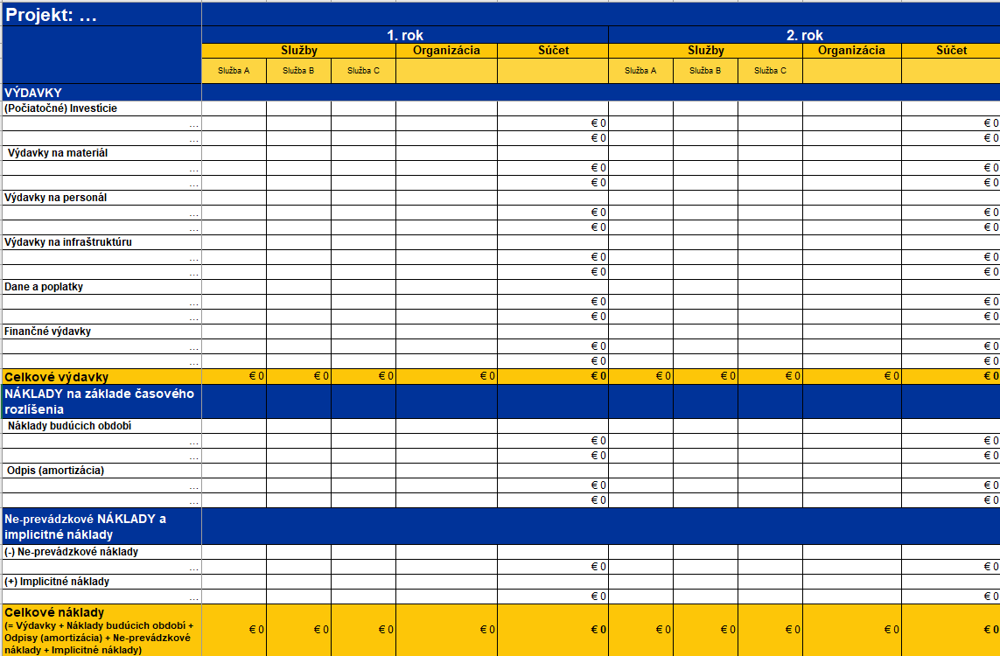 Projekt: …
1. rok 2. rok
Služby Organizácia Súčet Služby Organizácia Súčet
Služba A Služba B Služba C Služba A Služba B Služba C
VÝDAVKY
(Počiatočné) Investície
… € 0 € 0
… € 0 € 0
Výdavky na materiál
… € 0 € 0
… € 0 € 0
Výdavky na personál
… € 0 € 0
… € 0 € 0
Výdavky na infraštruktúru
… € 0 € 0
… € 0 € 0
Dane a poplatky
… € 0 € 0
… € 0 € 0
Finančné výdavky
… € 0 € 0
… € 0 € 0
Celkové výdavky € 0 € 0 € 0 € 0 € 0 € 0 € 0 € 0 € 0 € 0
NÁKLADY na základe časového
rozlíšenia
Náklady budúcich období
… € 0 € 0
… € 0 € 0
Odpis (amortizácia)
… € 0 € 0
… € 0 € 0
Ne-prevádzkové NÁKLADY a
implicitné náklady
(-) Ne-prevádzkové náklady
… € 0 € 0
(+) Implicitné náklady
… € 0 € 0
Celkové náklady
(= Výdavky + Náklady budúcich období +
Odpisy (amortizácia) + Ne-prevádzkové
náklady + Implicitné náklady) € 0 € 0 € 0 € 0 € 0 € 0 € 0 € 0 € 0 € 0